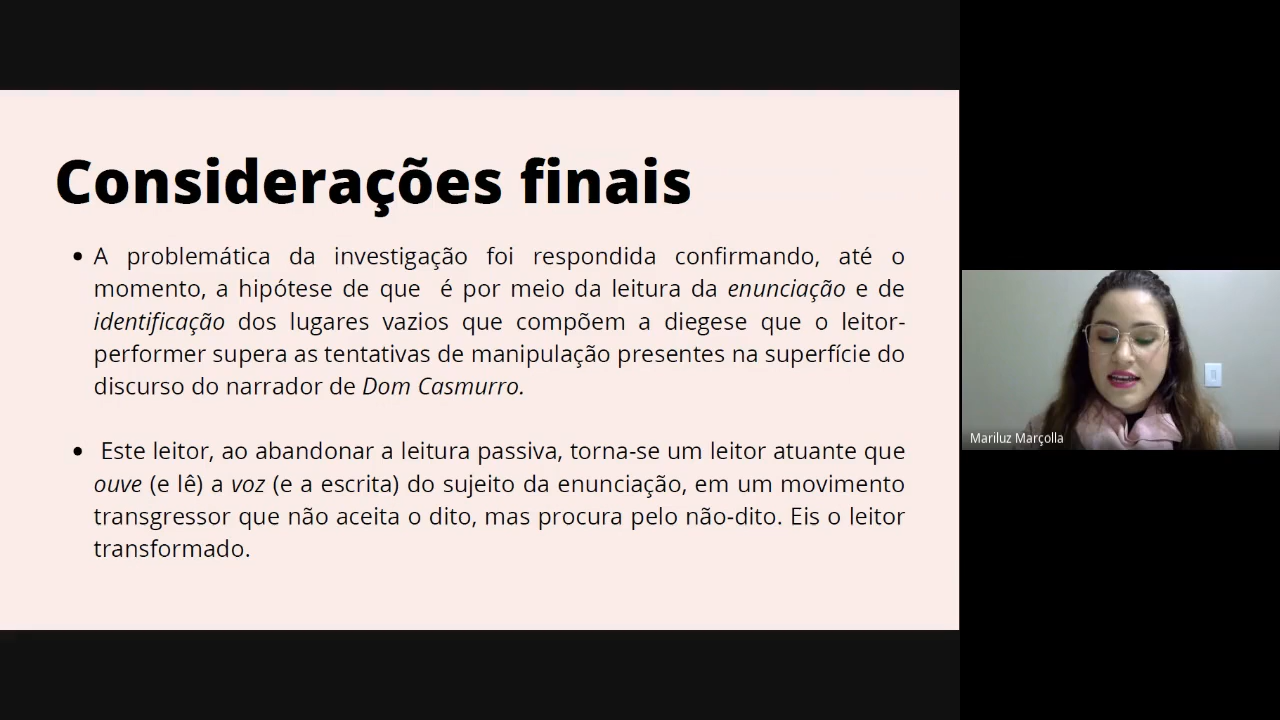 Considerações finais
• A problemática da investigação foi respondida confirmando, até o
momento, a hipótese de que  é por meio da leitura da enunciação e de
identificação dos lugares vazios que compõem a diegese que o leitor-
performer supera as tentativas de manipulação presentes na superfície do
discurso do narrador de Dom Casmurro.
• Este leitor, ao abandonar a leitura passiva, torna-se um leitor atuante que
ouve (e lê) a voz (e a escrita) do sujeito da enunciação, em um movimento
transgressor que não aceita o dito, mas procura pelo não-dito. Eis o leitor
transformado.
Mariluz Marçolla